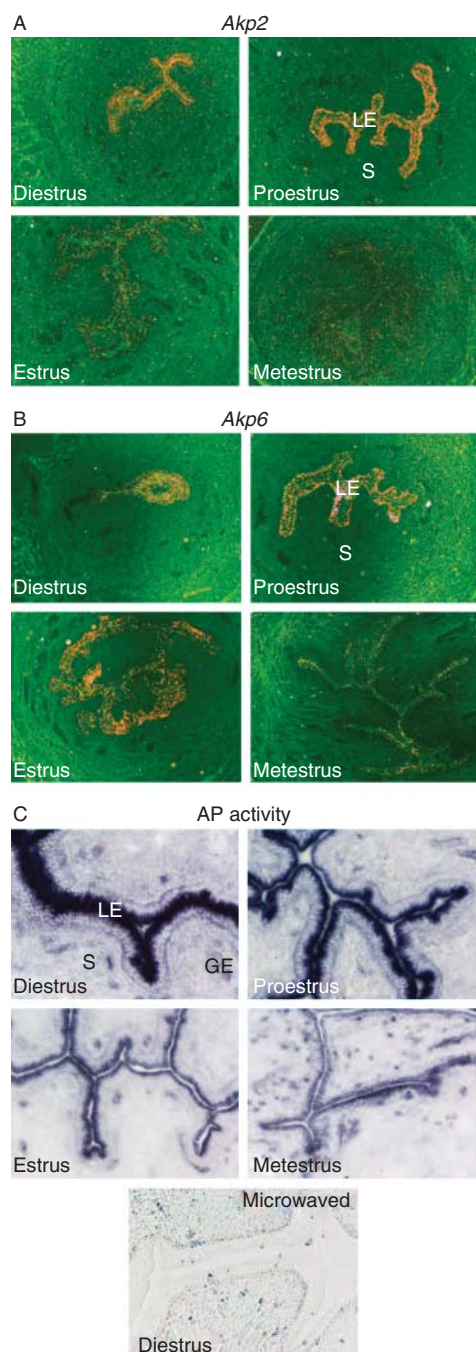 A Akp2
Diestrus
LE
S
Proestrus
Estrus
Metestrus
B Akp6
Diestrus
LE
S
Proestrus
Estrus
Metestrus
C AP activity
LE
S
GE
Diestrus
Proestrus
Estrus
Metestrus
Microwaved
Diestrus